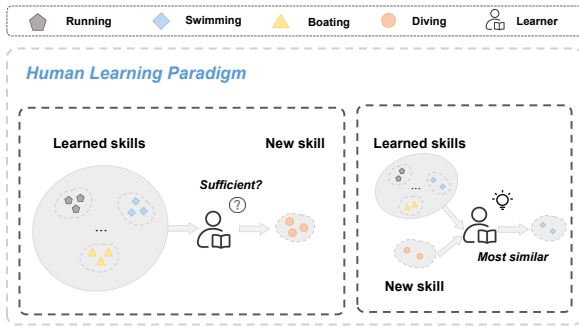 Running Swimming Boating Diving Learner
Human Learning Paradigm
Learned skills New skill
Sufficient?
?
...
Learned skills
...
Most similar
New skill